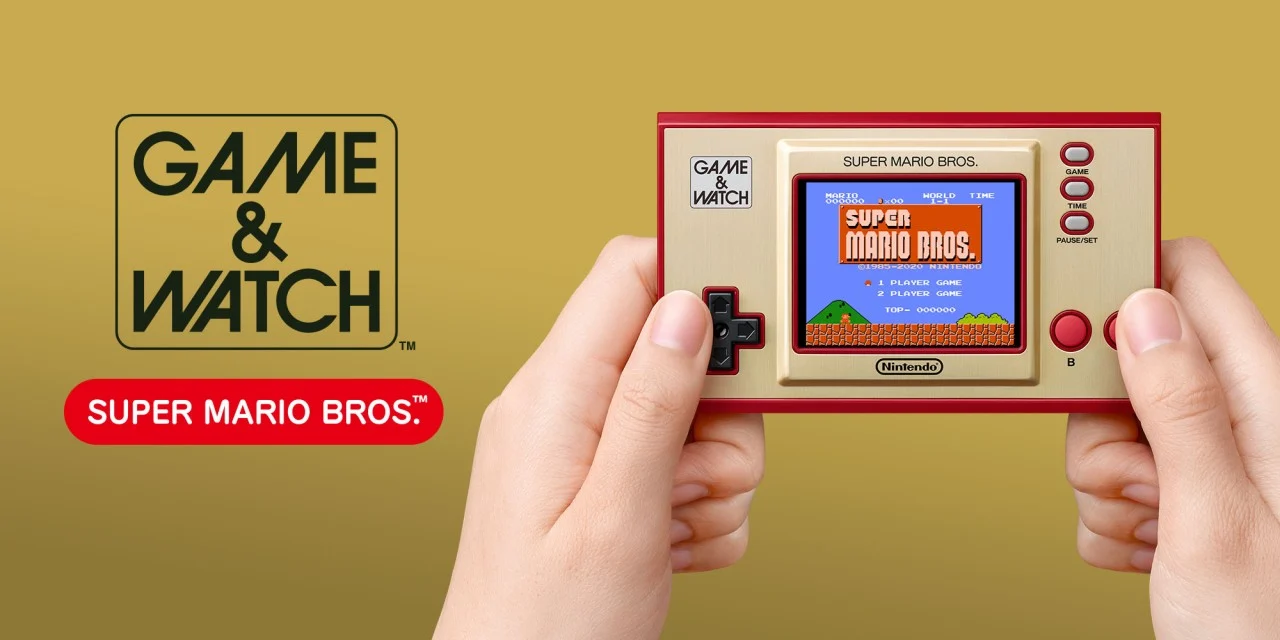 GAME
&
WATCH
TM
SUPER MARIO BROS.™
GAME
&
WATCH
SUPER MARIO BROS.
MARIO WORLD TIME
000000 x00 1-1
SUPER
MARIO BROS.
©1985-2020 NINTENDO
1 PLAYER GAME
2 PLAYER GAME
TOP- 000000
Nintendo
GAME
TIME
PAUSE/SET
B